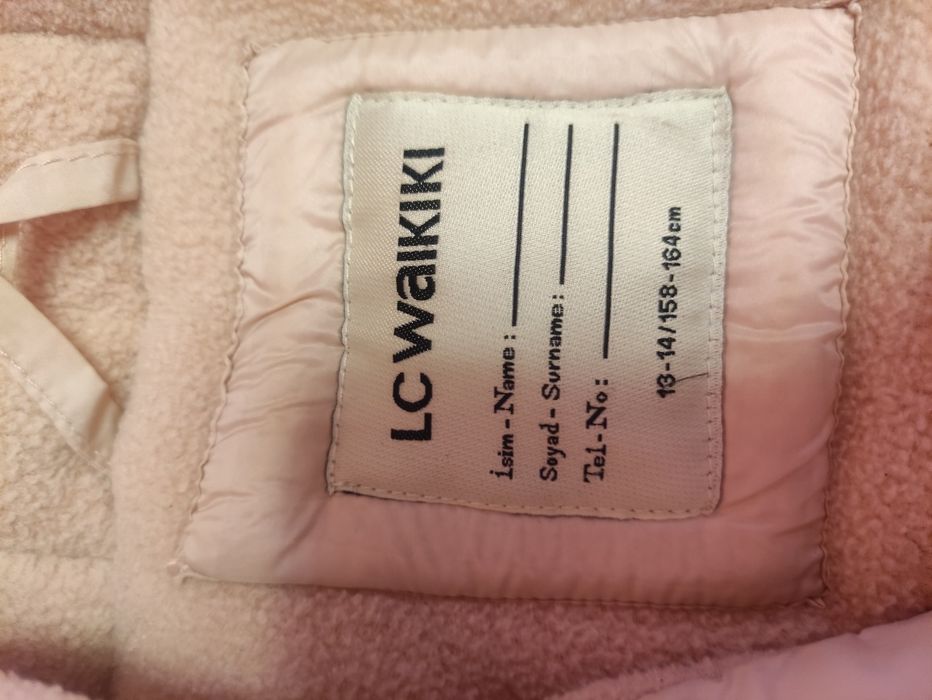 LC Waikiki
İsim - Name :
Soyad - Surname :
Tel - No :
13-14/158-164cm